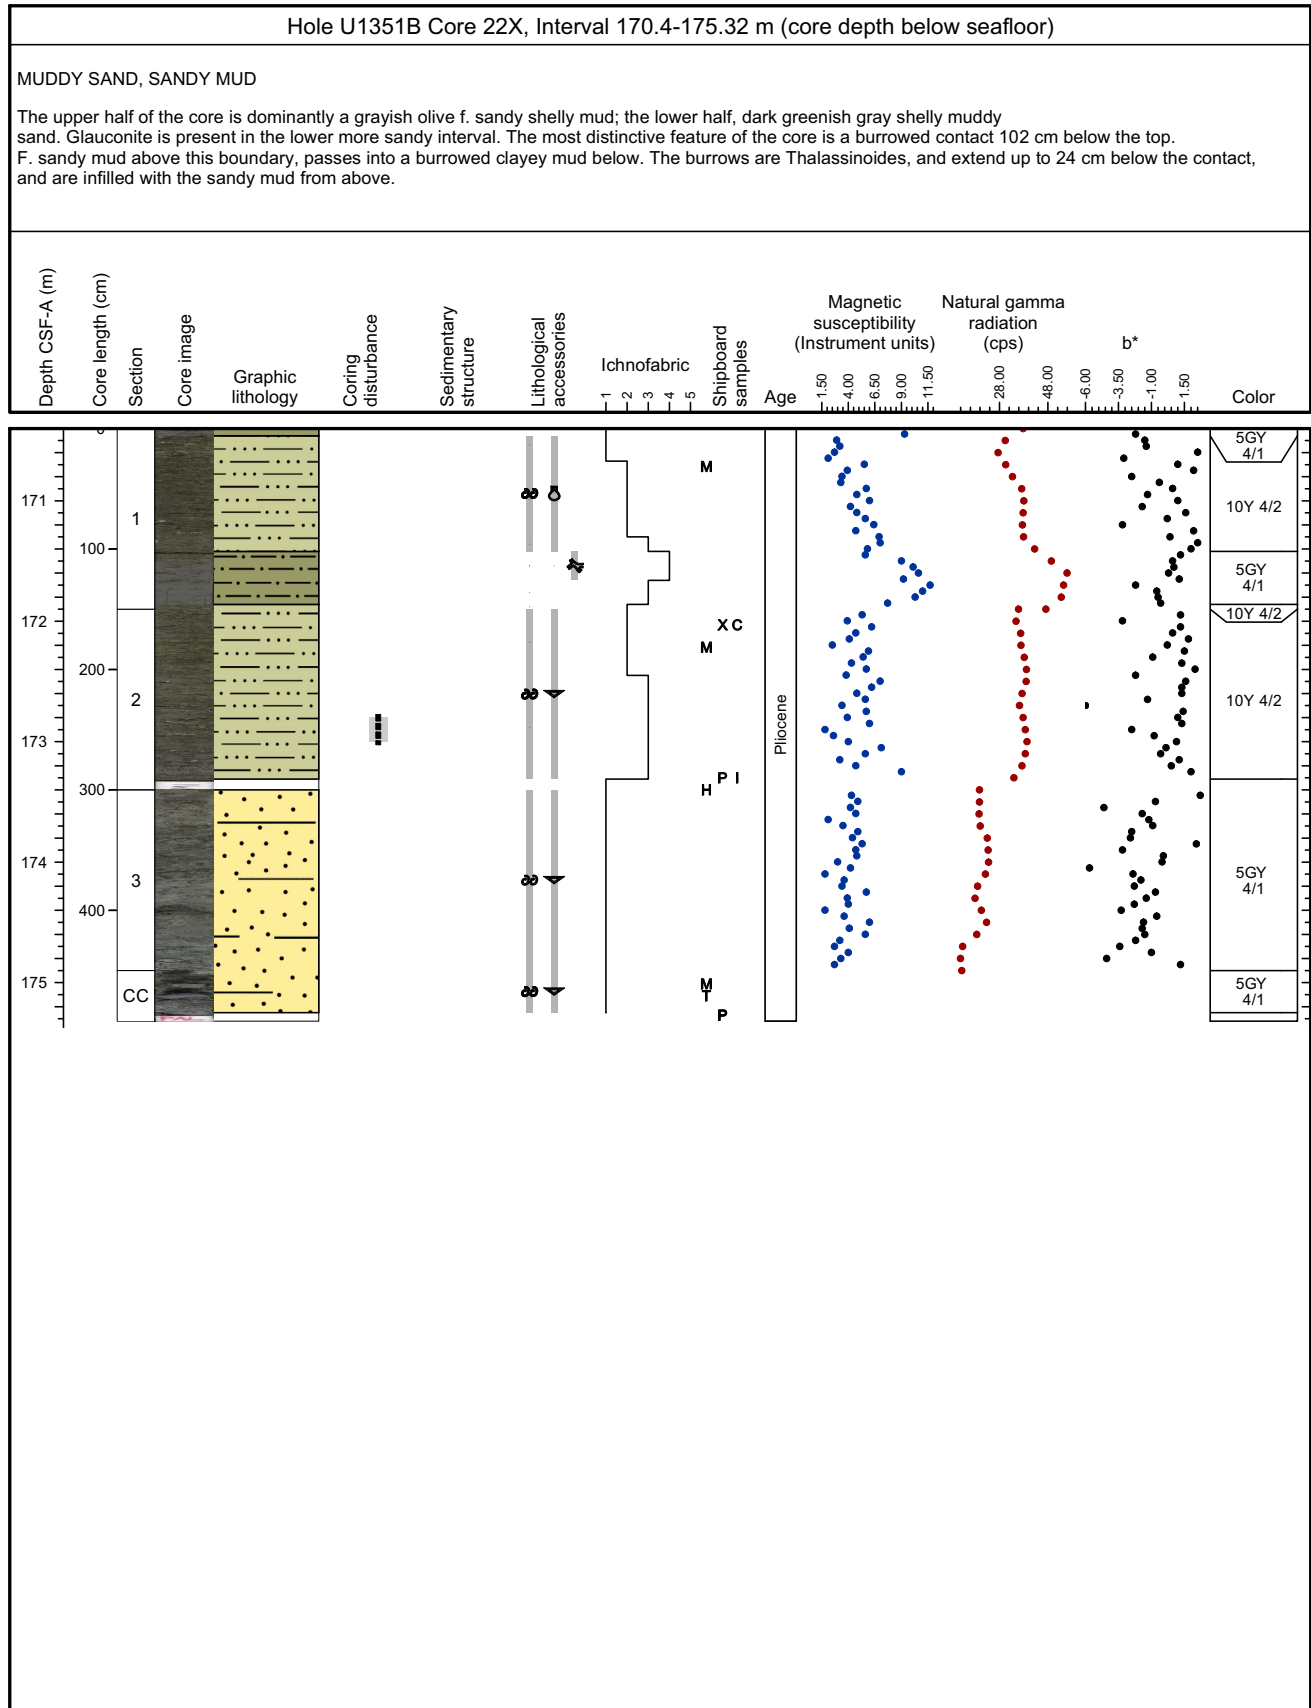 Hole U1351B Core 22X, Interval 170.4-175.32 m (core depth below seafloor)
MUDDY SAND, SANDY MUD
The upper half of the core is dominantly a grayish olive f. sandy shelly mud; the lower half, dark greenish gray shelly muddy
sand. Glauconite is present in the lower more sandy interval. The most distinctive feature of the core is a burrowed contact 102 cm below the top.
F. sandy mud above this boundary, passes into a burrowed clayey mud below. The burrows are Thalassinoides, and extend up to 24 cm below the contact,
and are infilled with the sandy mud from above.
Depth CSF-A (m)
Core length (cm)
Section
Core image
Graphic
lithology
Coring
disturbance
Sedimentary
structure
Lithological
accessories
Ichnofabric
1 2 3 4 5
Shipboard
samples
Age
Magnetic
susceptibility
(Instrument units)
1.50 4.00 6.50 9.00 11.50
Natural gamma
radiation
(cps)
28.00 48.00
b*
-6.00 -3.50 -1.00 1.50
Color
0
5GY
4/1
M
171
1
10Y 4/2
100
5GY
4/1
10Y 4/2
172
X C
M
200
2
10Y 4/2
173
Pliocene
P I
300
H
174
3
5GY
4/1
400
175
M
CC
T
5GY
4/1
P
PAL